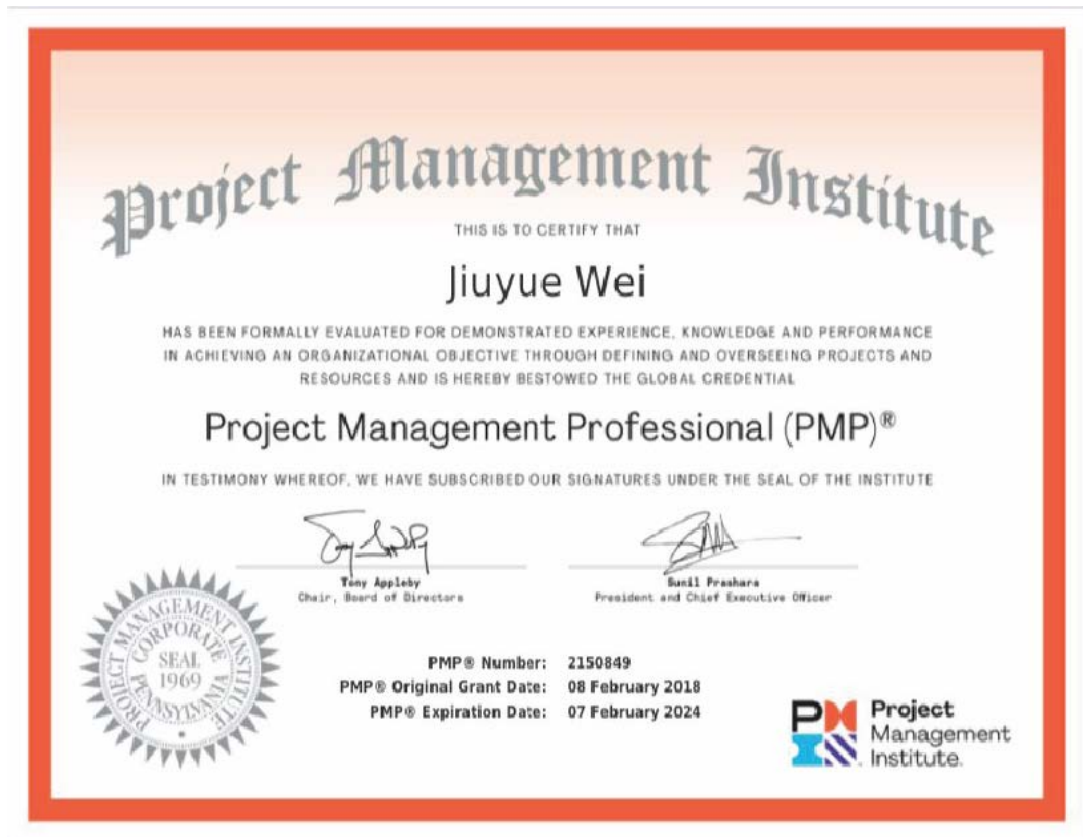 Project Management Institute
THIS IS TO CERTIFY THAT
Jiuyue Wei
HAS BEEN FORMALLY EVALUATED FOR DEMONSTRATED EXPERIENCE, KNOWLEDGE AND PERFORMANCE
IN ACHIEVING AN ORGANIZATIONAL OBJECTIVE THROUGH DEFINING AND OVERSEEING PROJECTS AND
RESOURCES AND IS HEREBY BESTOWED THE GLOBAL CREDENTIAL
Project Management Professional (PMP)®
IN TESTIMONY WHEREOF, WE HAVE SUBSCRIBED OUR SIGNATURES UNDER THE SEAL OF THE INSTITUTE
Tony Appleby
Chair, Board of Directors
Sunil Prashara
President and Chief Executive Officer
PROJECT MANAGEMENT INSTITUTE
CORPORATE
SEAL
1969
PENNSYLVANIA
PMP® Number: 2150849
PMP® Original Grant Date: 08 February 2018
PMP® Expiration Date: 07 February 2024
Project
Management
Institute.